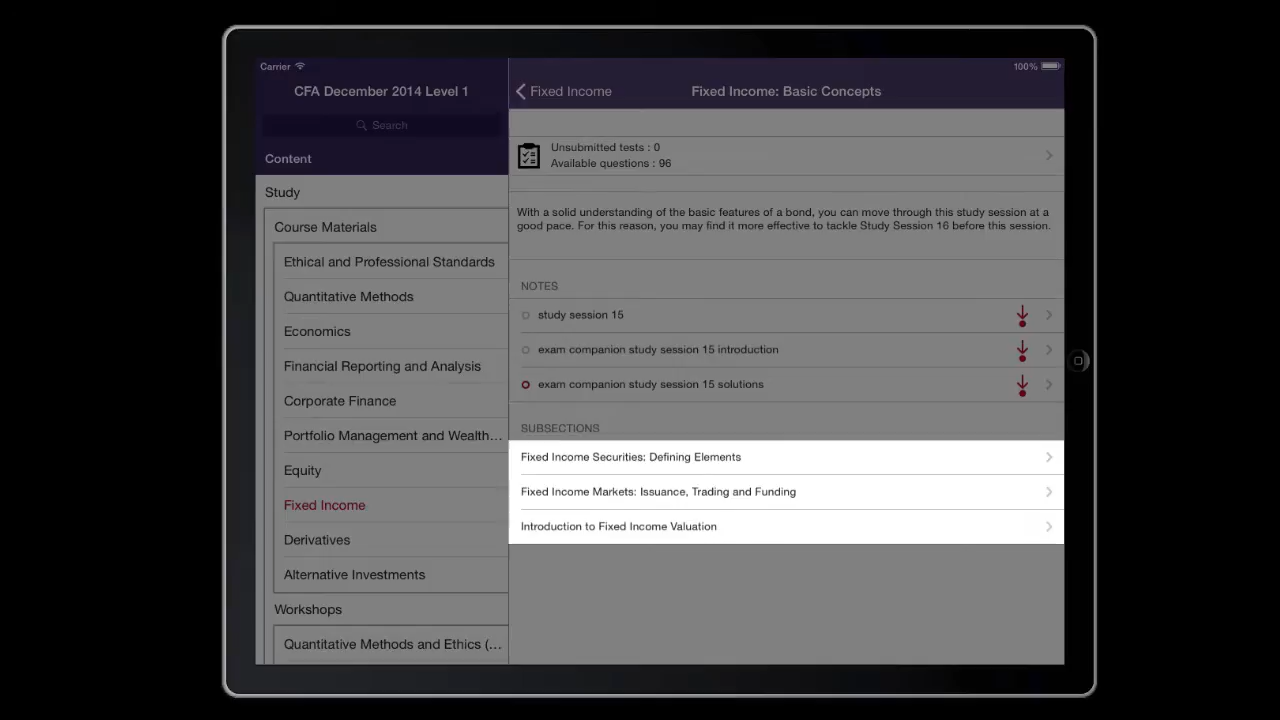 Carrier
100%
CFA December 2014 Level 1
Search
Content
Study
Course Materials
Ethical and Professional Standards
Quantitative Methods
Economics
Financial Reporting and Analysis
Corporate Finance
Portfolio Management and Wealth...
Equity
Fixed Income
Derivatives
Alternative Investments
Workshops
Quantitative Methods and Ethics (...
Fixed Income
Fixed Income: Basic Concepts
Unsubmitted tests : 0
Available questions : 96
With a solid understanding of the basic features of a bond, you can move through this study session at a
good pace. For this reason, you may find it more effective to tackle Study Session 16 before this session.
NOTES
study session 15
exam companion study session 15 introduction
exam companion study session 15 solutions
SUBSECTIONS
Fixed Income Securities: Defining Elements
Fixed Income Markets: Issuance, Trading and Funding
Introduction to Fixed Income Valuation